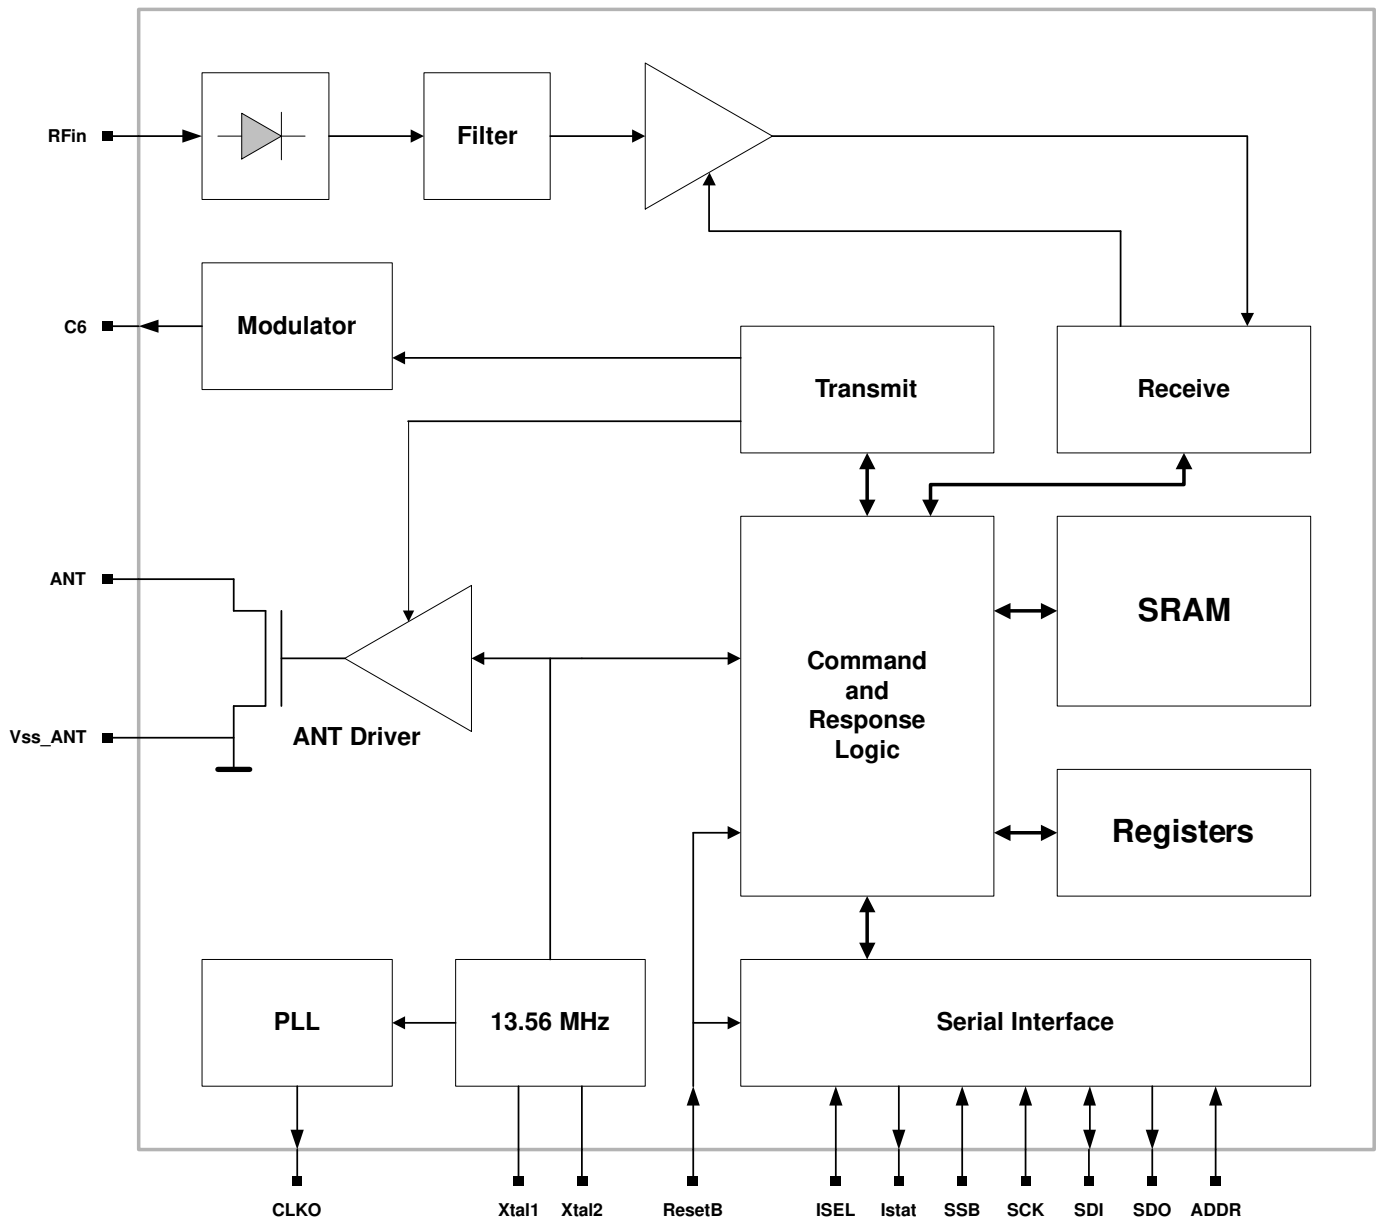 RFin
Filter
C6
Modulator
Transmit
Receive
ANT
SRAM
Command
and
Response
Logic
Vss_ANT
ANT Driver
Registers
PLL
13.56 MHz
Serial Interface
CLKO
Xtal1
Xtal2
ResetB
ISEL
Istat
SSB
SCK
SDI
SDO
ADDR